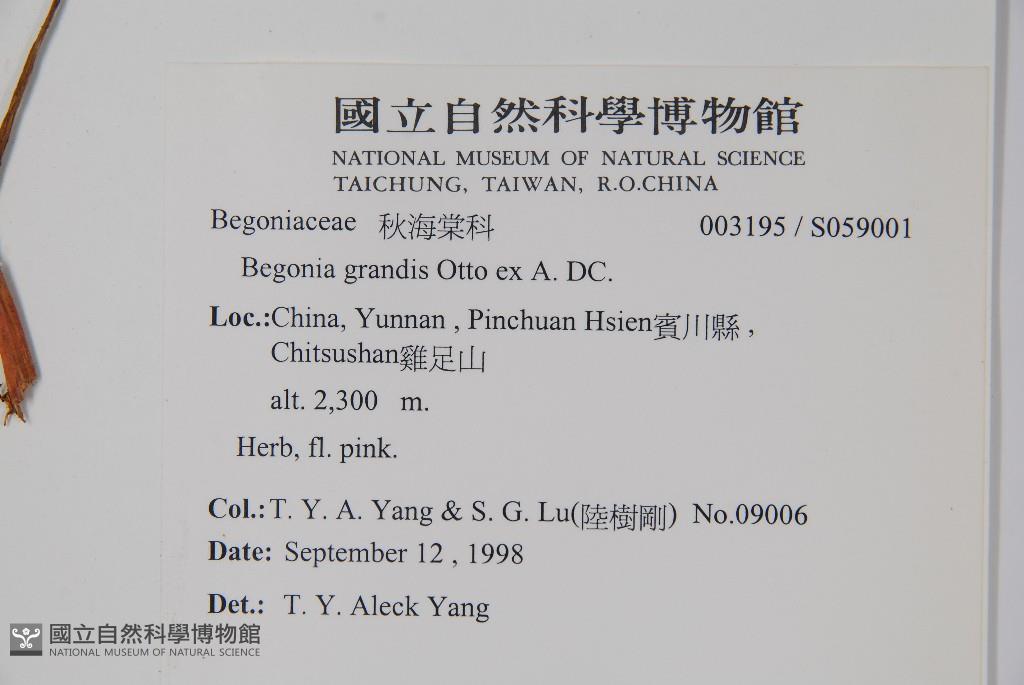 國立自然科學博物館
NATIONAL MUSEUM OF NATURAL SCIENCE
TAICHUNG, TAIWAN, R.O.CHINA
Begoniaceae 秋海棠科 003195 / S059001
Begonia grandis Otto ex A. DC.
Loc.:China, Yunnan , Pinchuan Hsien賓川縣 ,
Chitsushan雞足山
alt. 2,300 m.
Herb, fl. pink.
Col.:T. Y. A. Yang & S. G. Lu(陸樹剛) No.09006
Date: September 12 , 1998
Det.: T. Y. Aleck Yang
國立自然科學博物館
NATIONAL MUSEUM OF NATURAL SCIENCE